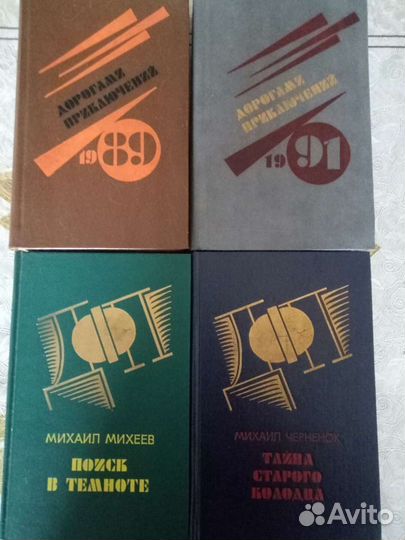 ДОРОГАМИ
ПРИКЛЮЧЕНИЙ
1989
ДОРОГАМИ
ПРИКЛЮЧЕНИЙ
1991
МИХАИЛ МИХЕЕВ
ПОИСК
В ТЕМНОТЕ
МИХАИЛ ЧЕРНЕНОК
ТАЙНА
СТАРОГО
КОЛОДЦА
Avito